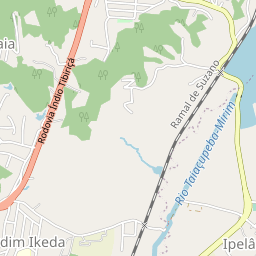 aia
Rodovia Índio Tibiriçá
Ramal de Suzano
Rio Taiaçupeba-Mirim
dim Ikeda
Ipelâ